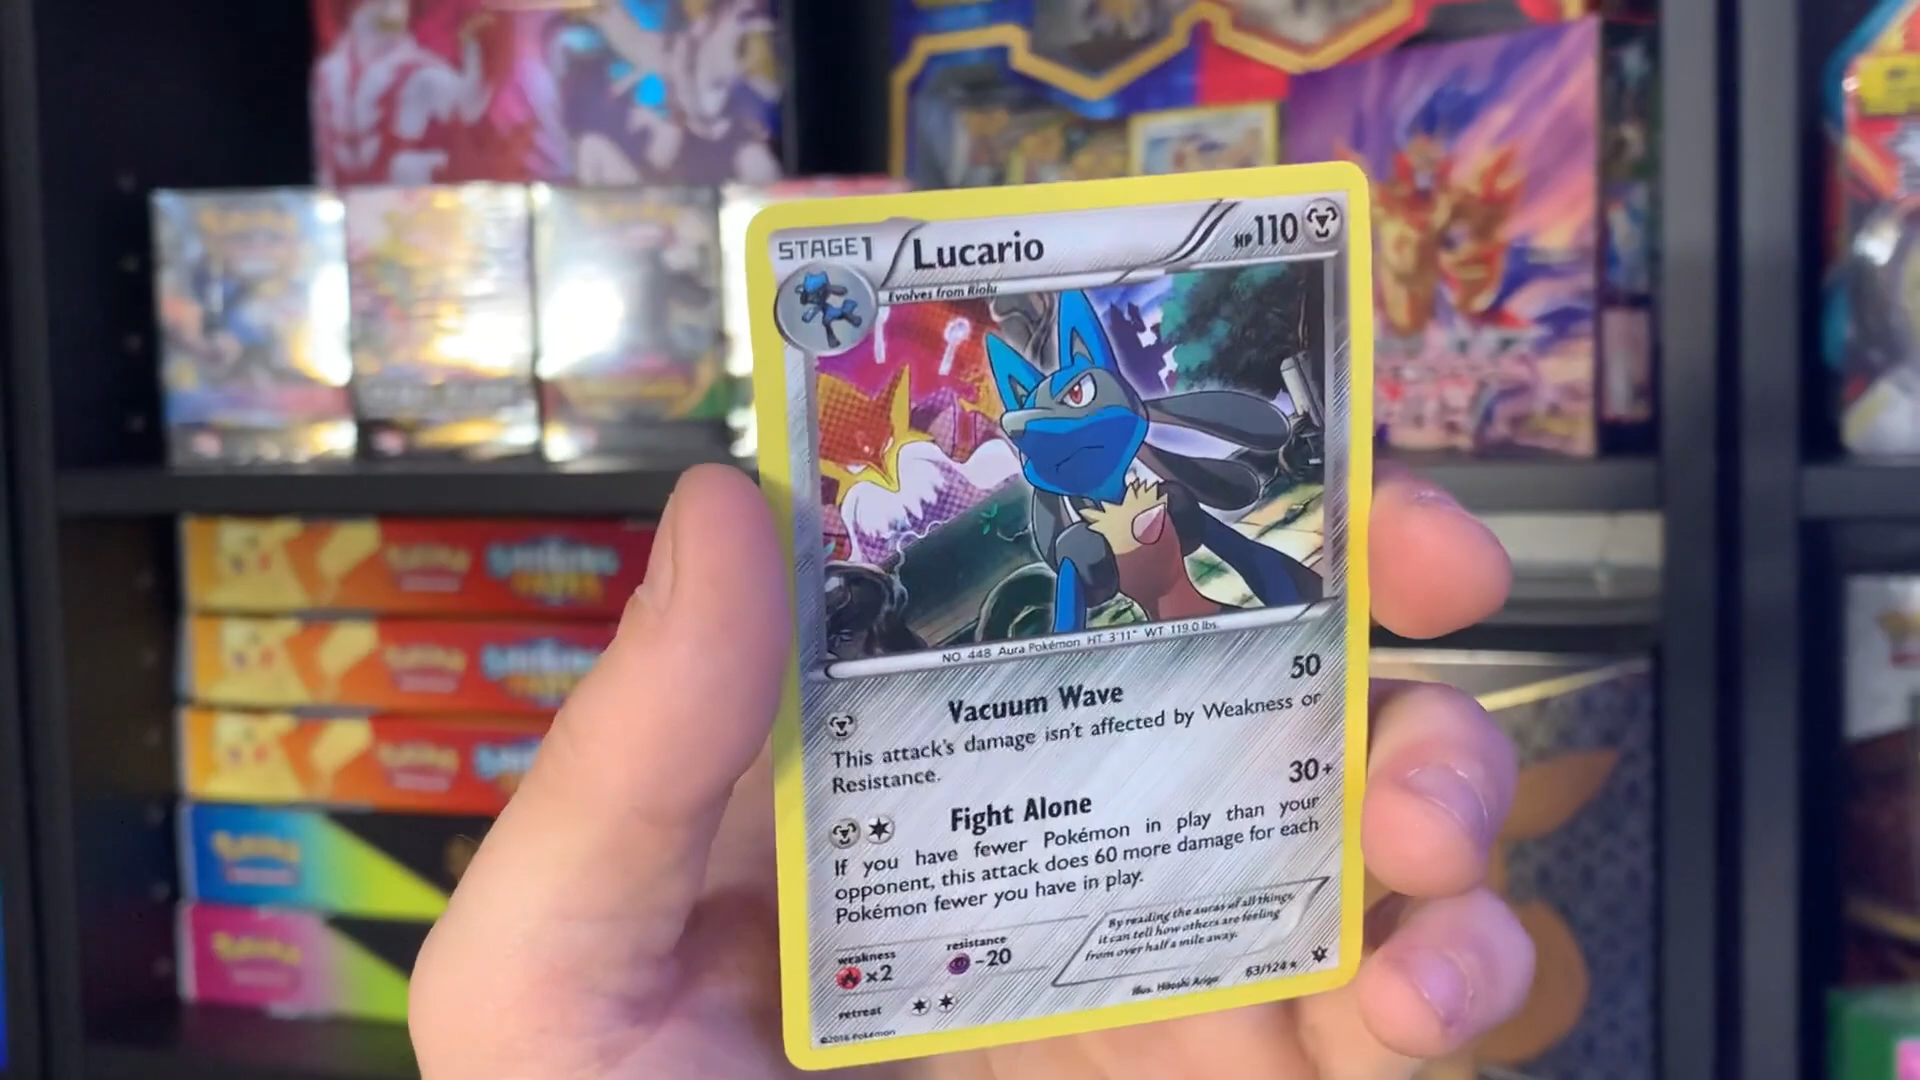 STAGE1 Lucario HP110
Evolves from Riolu
NO. 448 Aura Pokémon HT 3'11" WT 119.0 lbs.
Vacuum Wave 50
This attack's damage isn't affected by Weakness or
Resistance.
Fight Alone 30+
If you have fewer Pokémon in play than your
opponent, this attack does 60 more damage for each
Pokémon fewer you have in play.
weakness
×2
resistance
-20
retreat
By reading the auras of all things,
it can tell how others are feeling
from over half a mile away.
Illus. Hitoshi Ariga
63/124
©2016 Pokémon